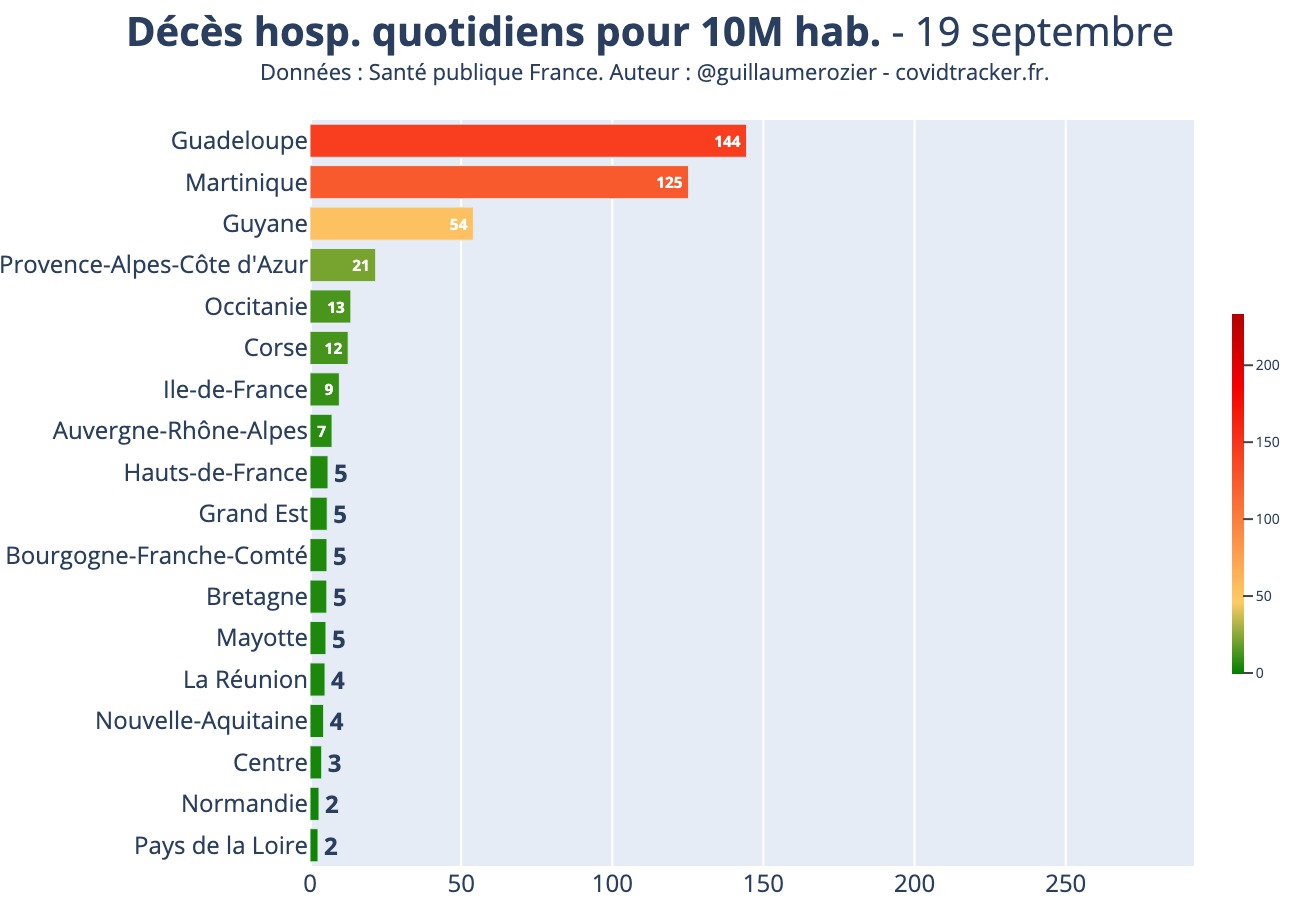 Décès hosp. quotidiens pour 10M hab. - 19 septembre
Données : Santé publique France. Auteur : @guillaumerozier - covidtracker.fr.
Guadeloupe 144
Martinique 125
Guyane 54
Provence-Alpes-Côte d'Azur 21
Occitanie 13
Corse 12
Ile-de-France 9
Auvergne-Rhône-Alpes 7
Hauts-de-France 5
Grand Est 5
Bourgogne-Franche-Comté 5
Bretagne 5
Mayotte 5
La Réunion 4
Nouvelle-Aquitaine 4
Centre 3
Normandie 2
Pays de la Loire 2
0 50 100 150 200 250
200
150
100
50
0